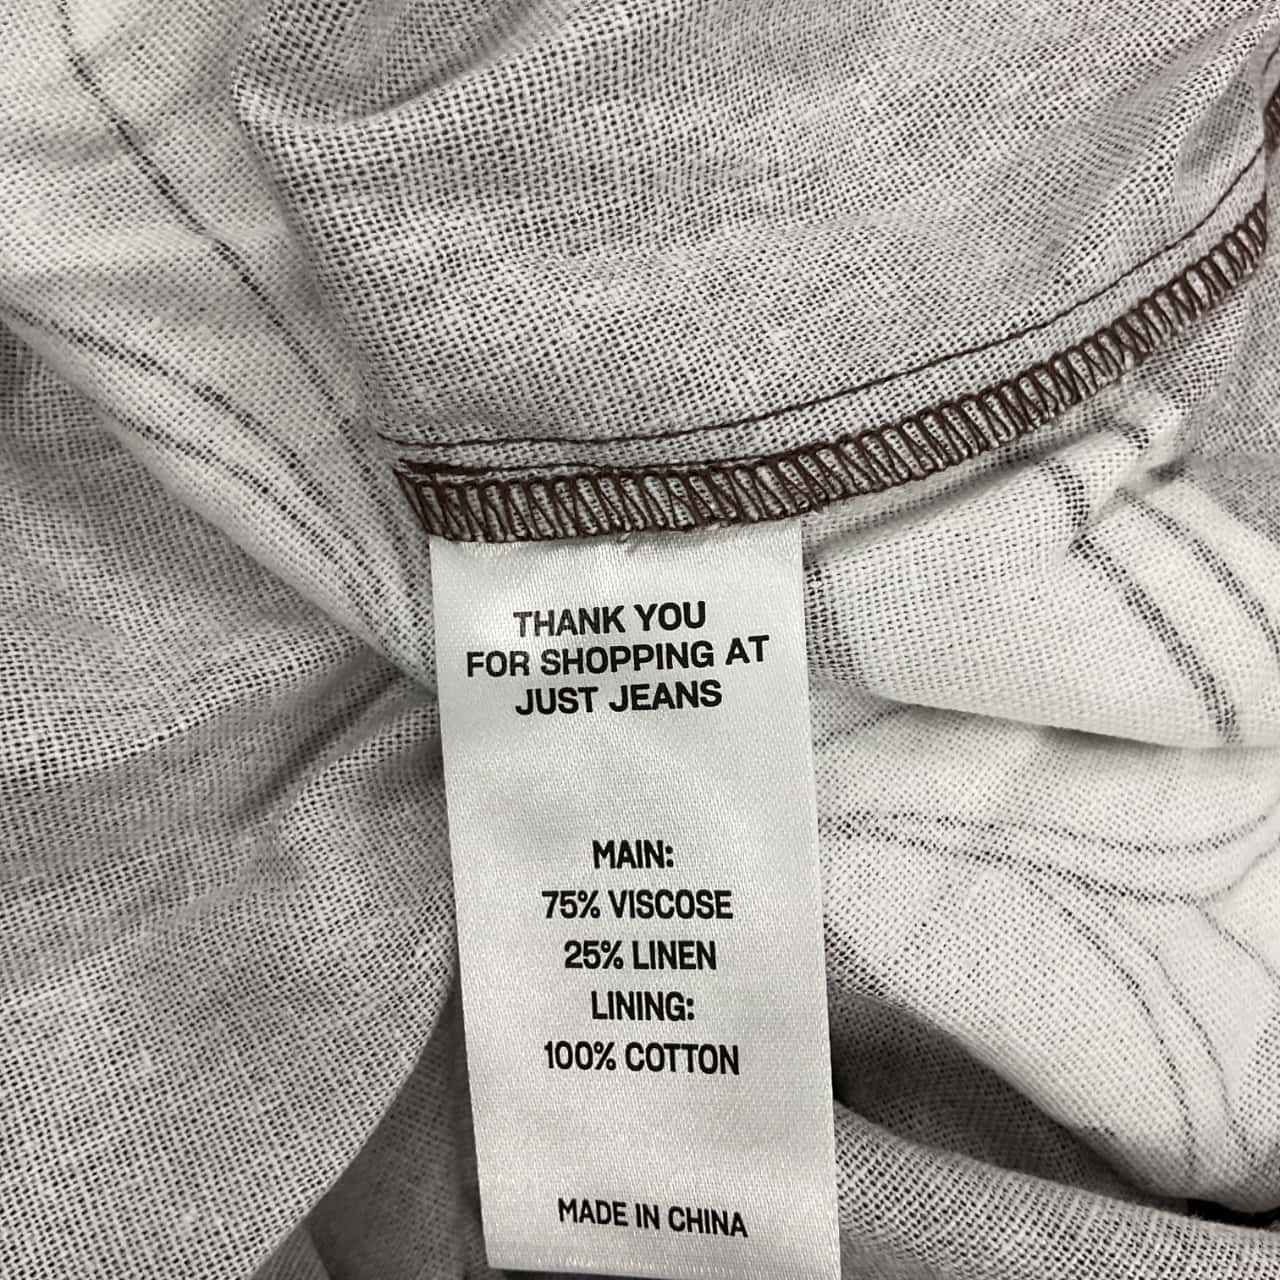 THANK YOU
FOR SHOPPING AT
JUST JEANS
MAIN:
75% VISCOSE
25% LINEN
LINING:
100% COTTON
MADE IN CHINA